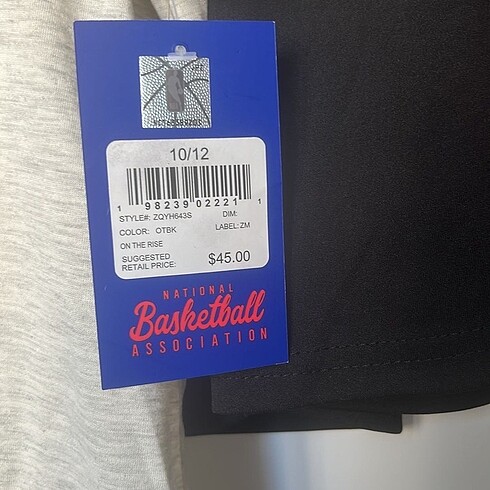 10/12
1 98239 02221 1
STYLE#: ZQYH643S DIM:
COLOR: OTBK LABEL: ZM
ON THE RISE
SUGGESTED
RETAIL PRICE: $45.00
NATIONAL
Basketball
ASSOCIATION